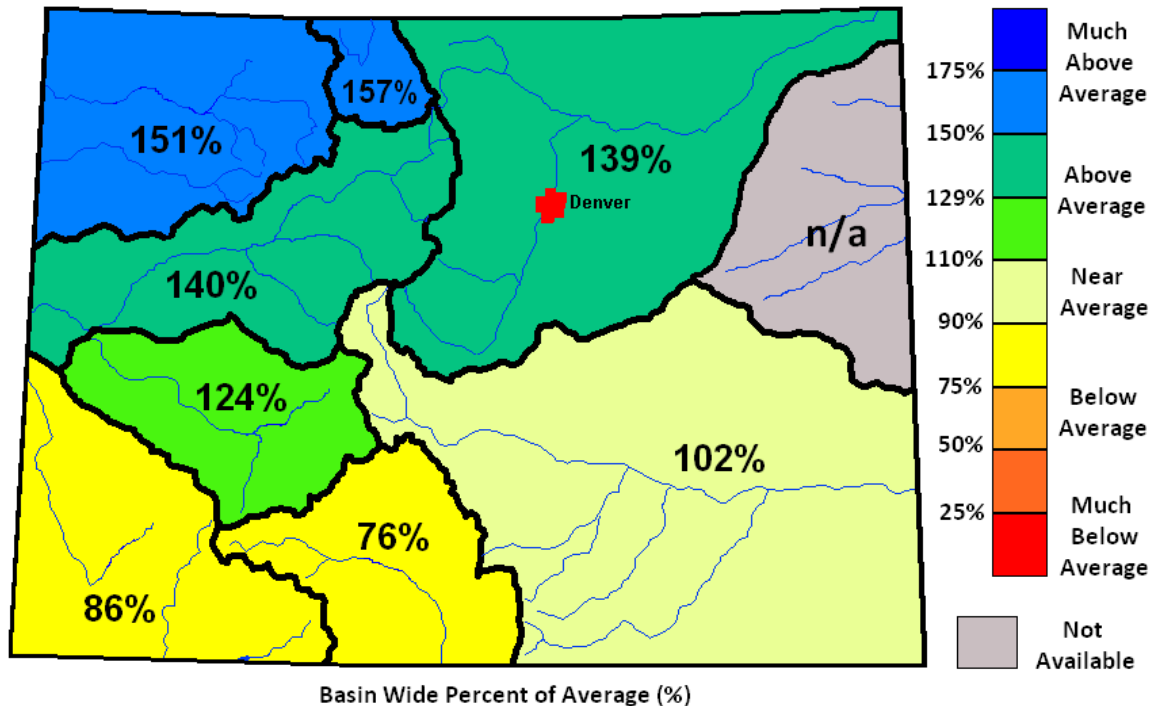 157%
151%
139%
Denver
n/a
140%
124%
102%
76%
86%
Basin Wide Percent of Average (%)
175%
150%
129%
110%
90%
75%
50%
25%
Much
Above
Average
Above
Average
Near
Average
Below
Average
Much
Below
Average
Not
Available